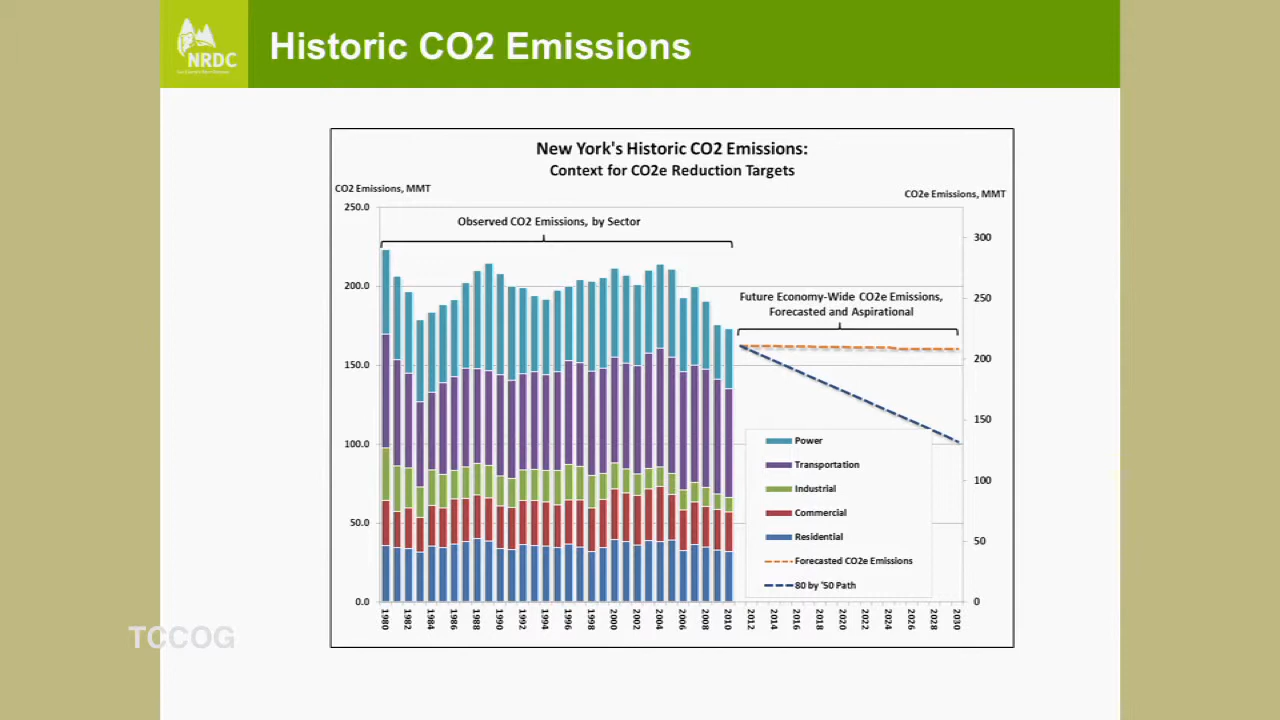 NRDC
Historic CO2 Emissions
New York's Historic CO2 Emissions:
Context for CO2e Reduction Targets
CO2 Emissions, MMT
CO2e Emissions, MMT
250.0
200.0
150.0
100.0
50.0
0.0
Observed CO2 Emissions, by Sector
Future Economy-Wide CO2e Emissions,
Forecasted and Aspirational
300
250
200
150
100
50
0
Power
Transportation
Industrial
Commercial
Residential
Forecasted CO2e Emissions
80 by '50 Path
1980 1982 1984 1986 1988 1990 1992 1994 1996 1998 2000 2002 2004 2006 2008 2010 2012 2014 2016 2018 2020 2022 2024 2026 2028 2030
TCCOG